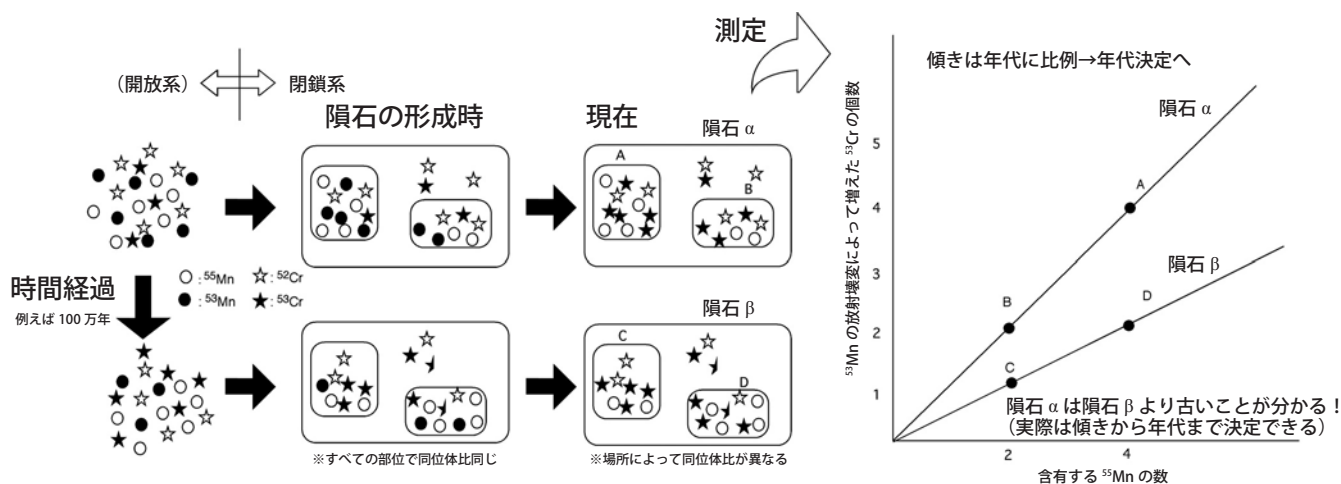 測定
（開放系）
閉鎖系
隕石の形成時
現在
隕石 α
A
B
時間経過
例えば 100 万年
○ : ⁵⁵Mn ☆ : ⁵²Cr
● : ⁵³Mn ★ : ⁵³Cr
隕石 β
C
D
※すべての部位で同位体比同じ
※場所によって同位体比が異なる
傾きは年代に比例→年代決定へ
⁵³Mn の放射壊変によって増えた ⁵³Cr の個数
隕石 α
5
A
4
隕石 β
3
B
D
2
C
1
隕石 α は隕石 β より古いことが分かる！
（実際は傾きから年代まで決定できる）
2
4
含有する ⁵⁵Mn の数